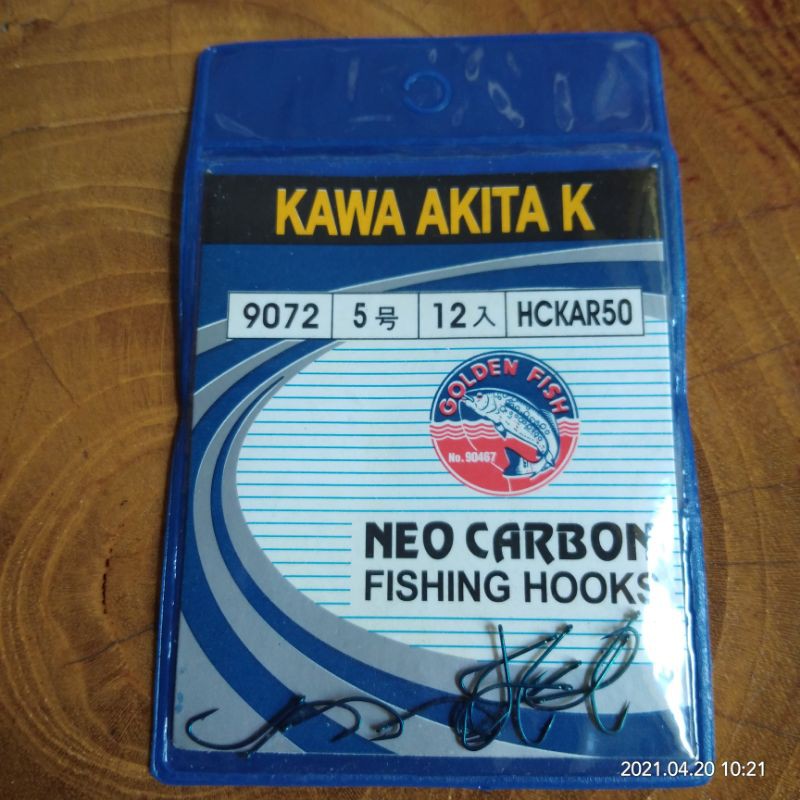 KAWA AKITA K
9072 5号 12入 HCKAR50
GOLDEN FISH
No. 90467
NEO CARBON
FISHING HOOKS
2021.04.20 10:21